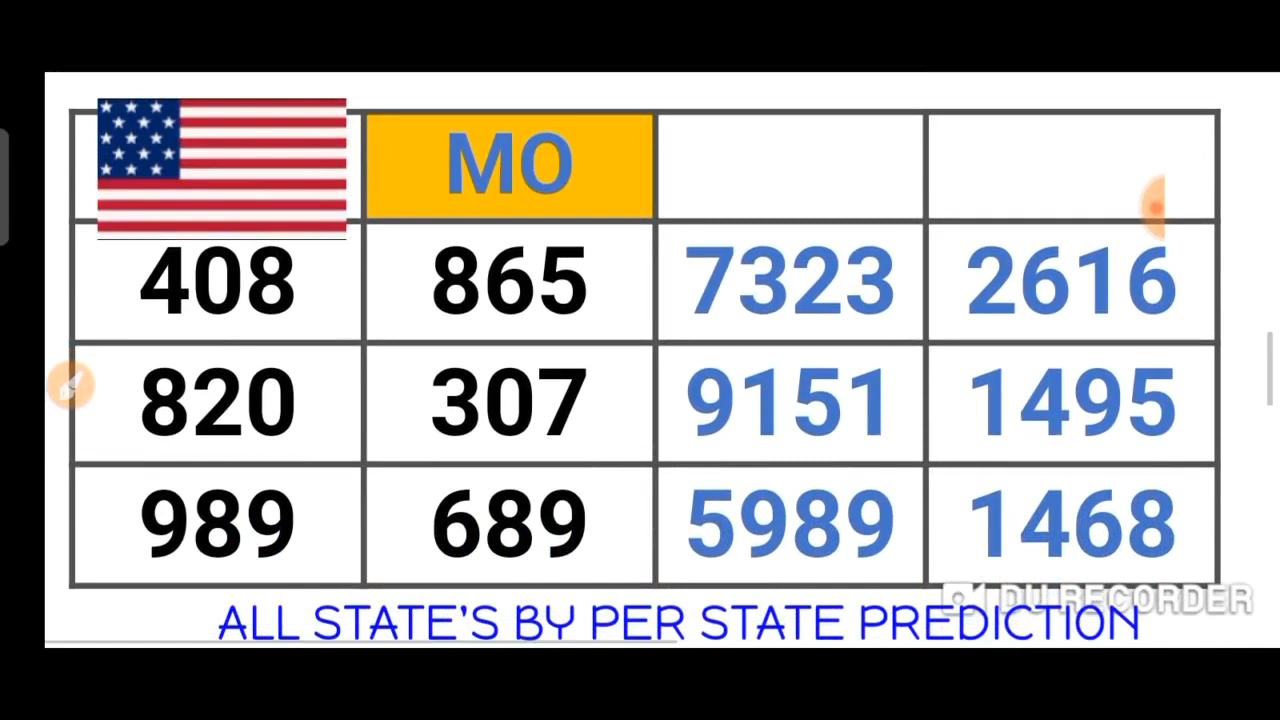 MO
408 865 7323 2616
820 307 9151 1495
989 689 5989 1468
DU RECORDER
ALL STATE'S BY PER STATE PREDICTION